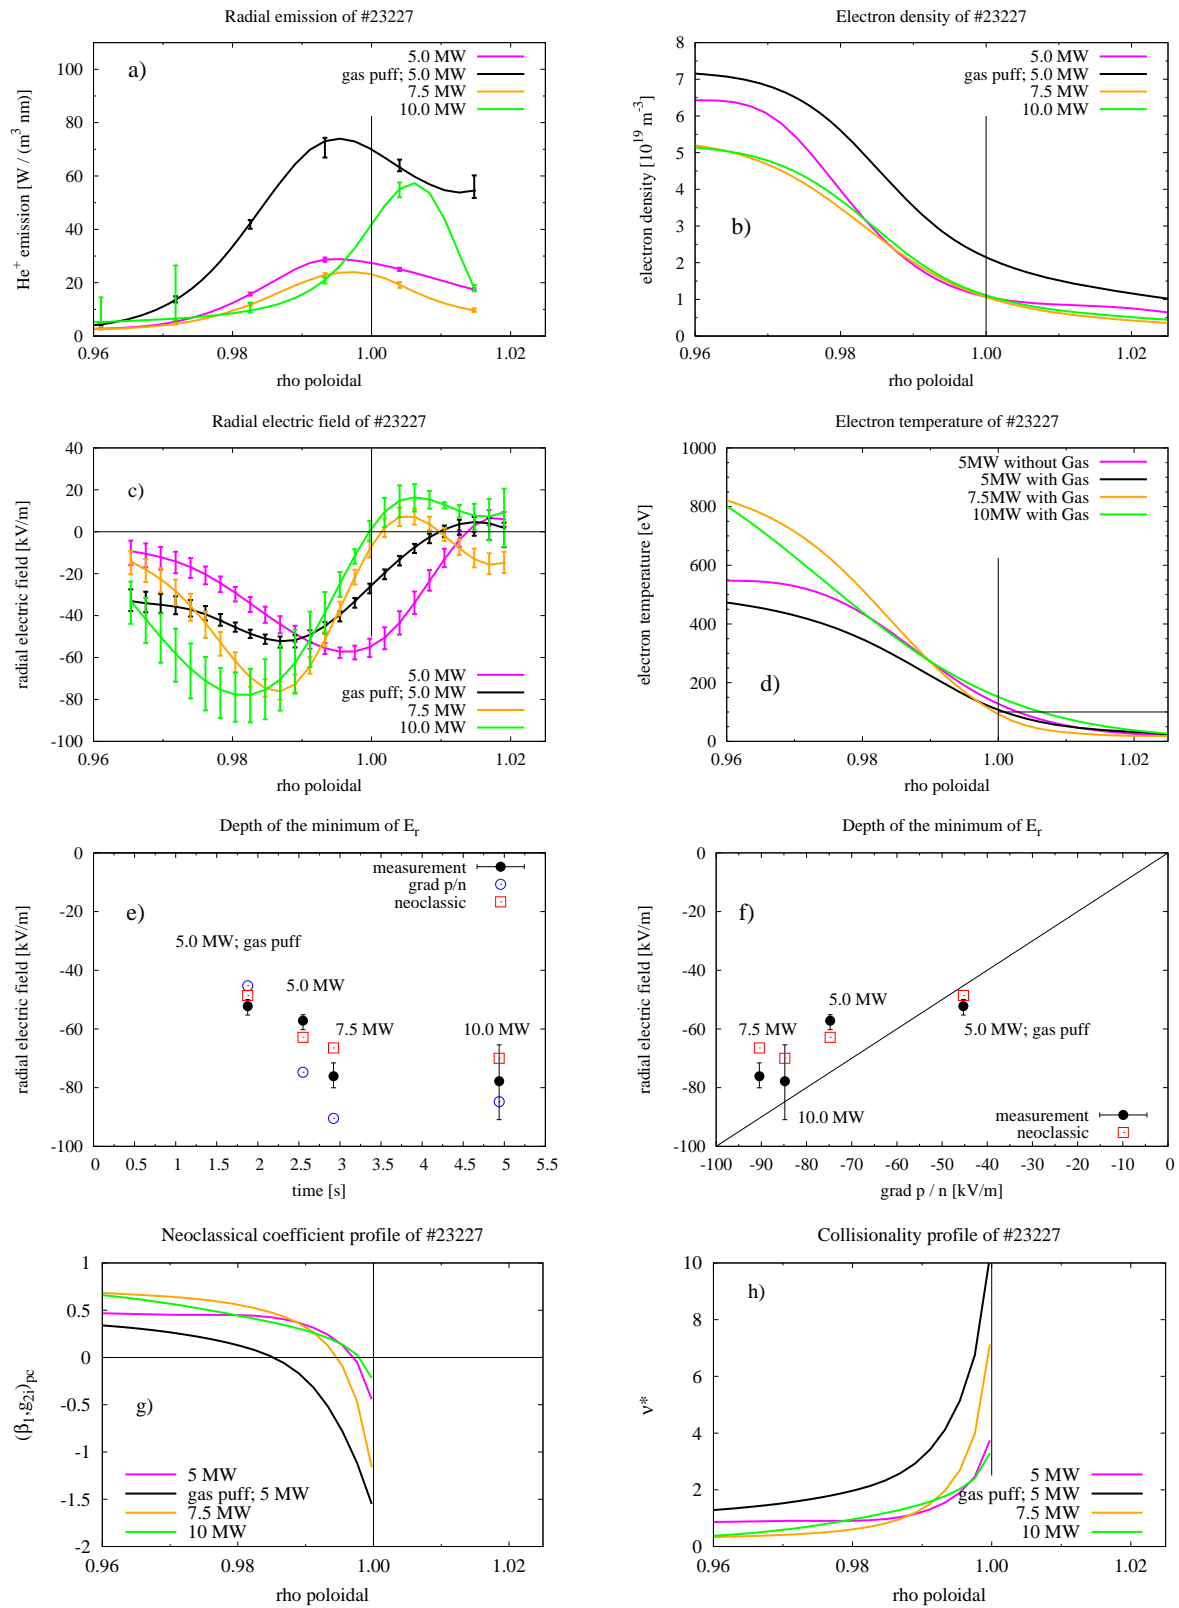 Radial emission of #23227
a)
5.0 MW
gas puff; 5.0 MW
7.5 MW
10.0 MW
He+ emission [W / (m3 nm)]
100
80
60
40
20
0
0.96
0.98
1.00
1.02
rho poloidal
Electron density of #23227
b)
5.0 MW
gas puff; 5.0 MW
7.5 MW
10.0 MW
electron density [10^19 m^-3]
8
7
6
5
4
3
2
1
0
0.96
0.98
1.00
1.02
rho poloidal
Radial electric field of #23227
c)
radial electric field [kV/m]
40
20
0
-20
-40
-60
-80
-100
5.0 MW
gas puff; 5.0 MW
7.5 MW
10.0 MW
0.96
0.98
1.00
1.02
rho poloidal
Electron temperature of #23227
5MW without Gas
5MW with Gas
7.5MW with Gas
10MW with Gas
electron temperature [eV]
1000
800
600
400
200
0
d)
0.96
0.98
1.00
1.02
rho poloidal
Depth of the minimum of Er
measurement
grad p/n
neoclassic
e)
5.0 MW; gas puff
5.0 MW
7.5 MW
10.0 MW
radial electric field [kV/m]
0
-20
-40
-60
-80
-100
0 0.5 1 1.5 2 2.5 3 3.5 4 4.5 5 5.5
time [s]
Depth of the minimum of Er
f)
5.0 MW
7.5 MW
5.0 MW; gas puff
10.0 MW
measurement
neoclassic
radial electric field [kV/m]
0
-20
-40
-60
-80
-100
-100 -90 -80 -70 -60 -50 -40 -30 -20 -10 0
grad p / n [kV/m]
Neoclassical coefficient profile of #23227
(β1,g2i)pc
1
0.5
0
-0.5
-1
-1.5
-2
g)
5 MW
gas puff; 5 MW
7.5 MW
10 MW
0.96
0.98
1.00
1.02
rho poloidal
Collisionality profile of #23227
h)
ν*
10
8
6
4
2
0
5 MW
gas puff; 5 MW
7.5 MW
10 MW
0.96
0.98
1.00
1.02
rho poloidal